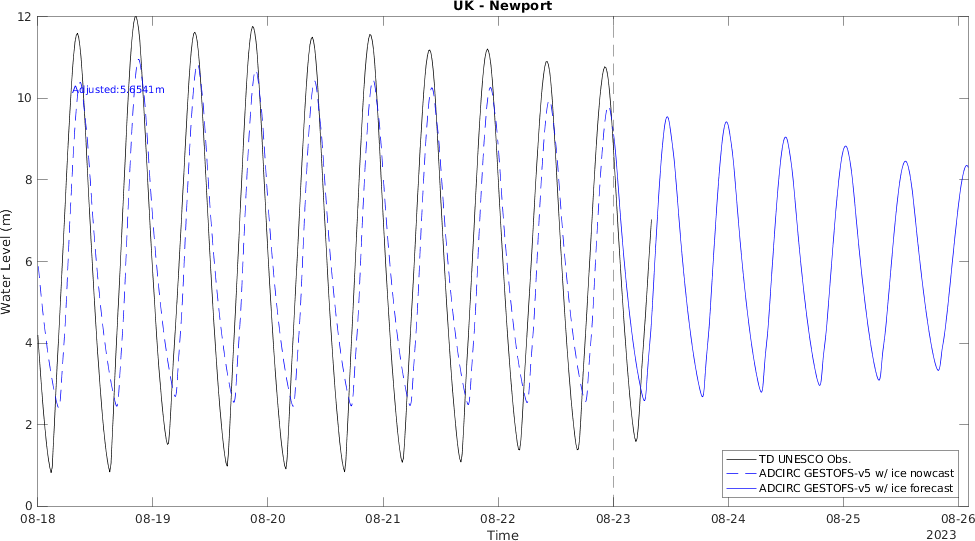 UK - Newport
12
10
8
6
4
2
0
Water Level (m)
Adjusted:5.6541m
TD UNESCO Obs.
ADCIRC GESTOFS-v5 w/ ice nowcast
ADCIRC GESTOFS-v5 w/ ice forecast
08-18 08-19 08-20 08-21 08-22 08-23 08-24 08-25 08-26
Time
2023